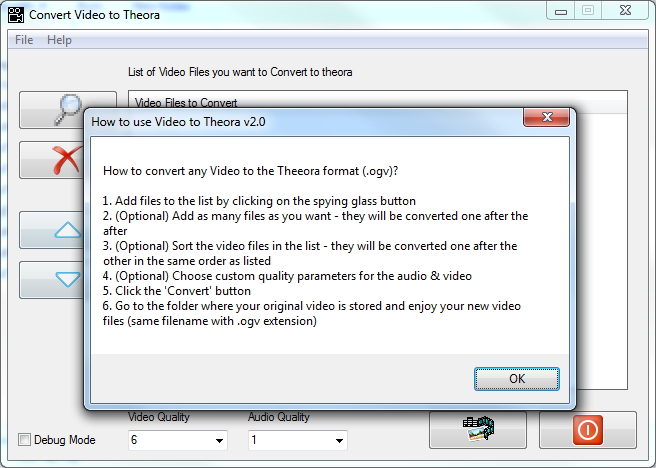 Convert Video to Theora
File Help
List of Video Files you want to Convert to theora
Video Files to Convert
How to use Video to Theora v2.0
How to convert any Video to the Theeora format (.ogv)?
1. Add files to the list by clicking on the spying glass button
2. (Optional) Add as many files as you want - they will be converted one after the
after
3. (Optional) Sort the video files in the list - they will be converted one after the
other in the same order as listed
4. (Optional) Choose custom quality parameters for the audio & video
5. Click the 'Convert' button
6. Go to the folder where your original video is stored and enjoy your new video
files (same filename with .ogv extension)
OK
Video Quality Audio Quality
Debug Mode 6 1